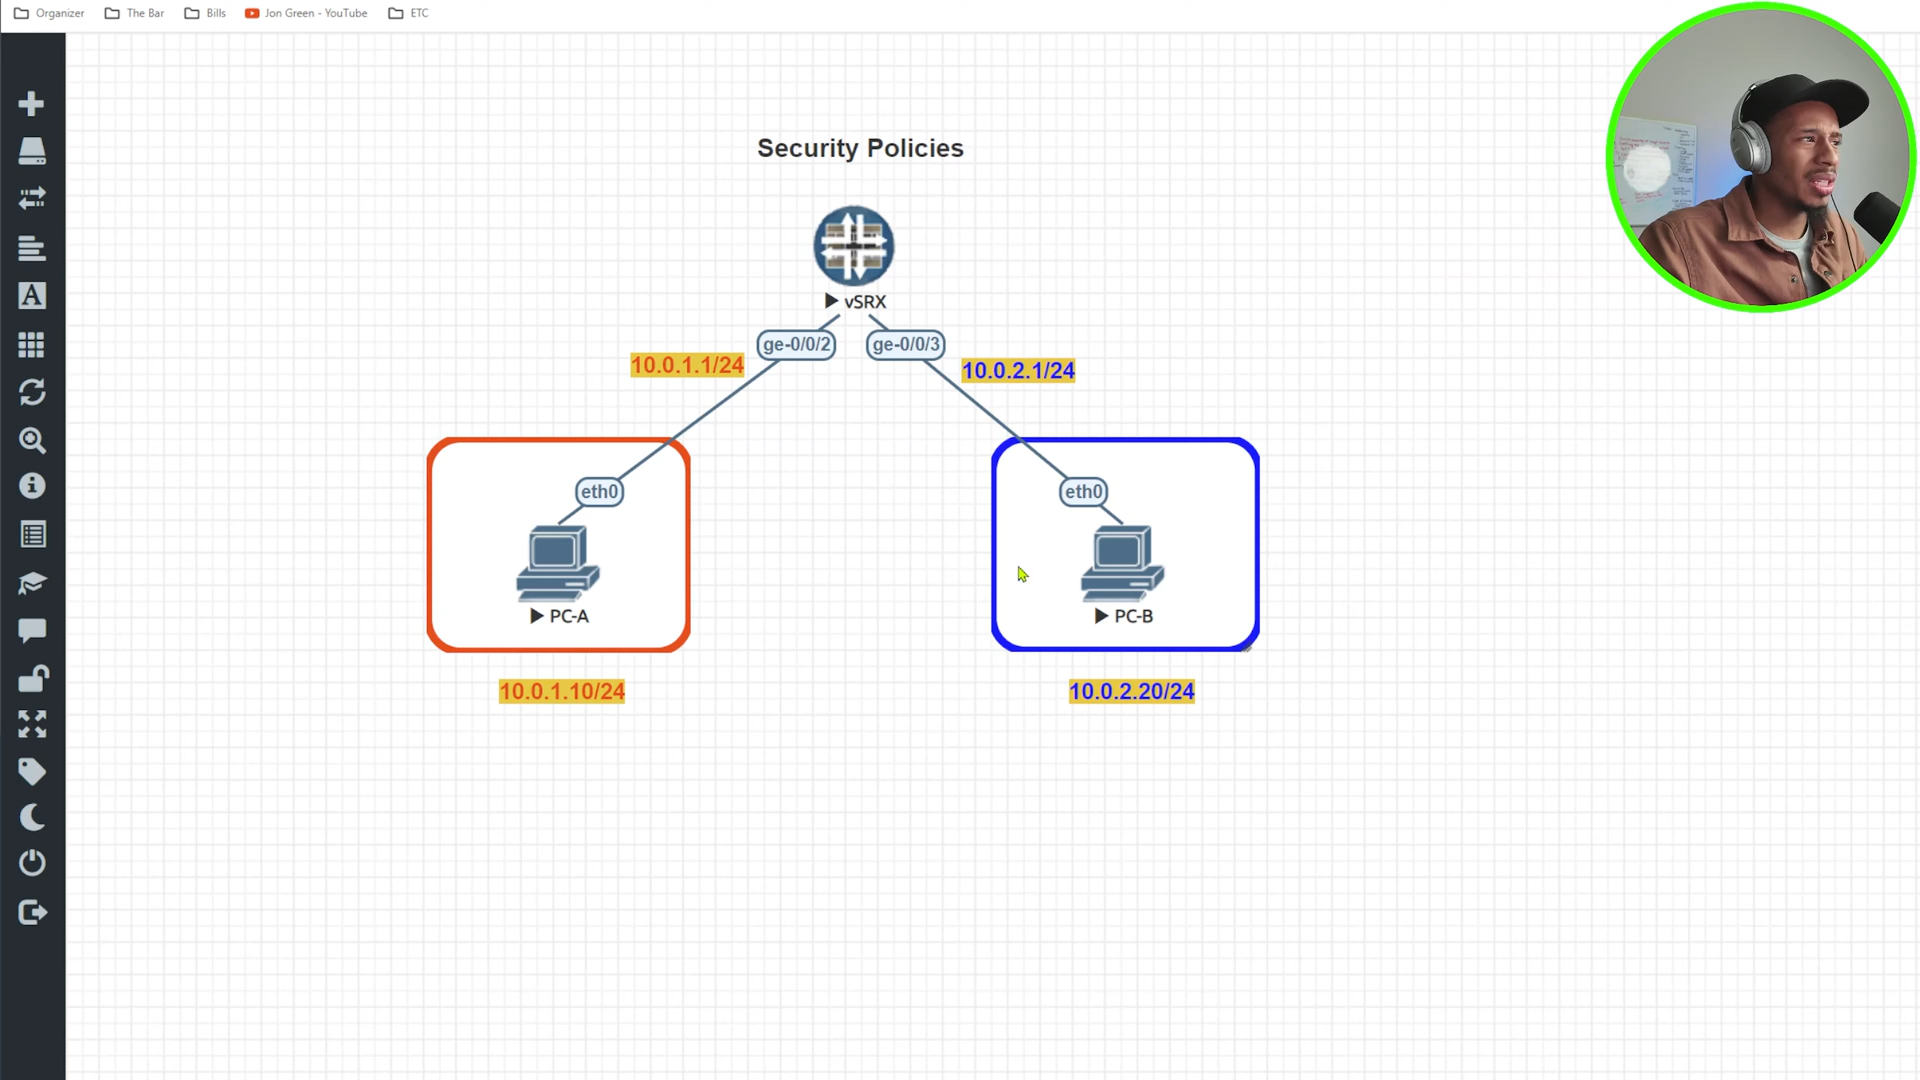 Organizer The Bar Bills Jon Green - YouTube ETC
Security Policies
vSRX
ge-0/0/2 ge-0/0/3
10.0.1.1/24 10.0.2.1/24
eth0 eth0
PC-A PC-B
10.0.1.10/24 10.0.2.20/24
A